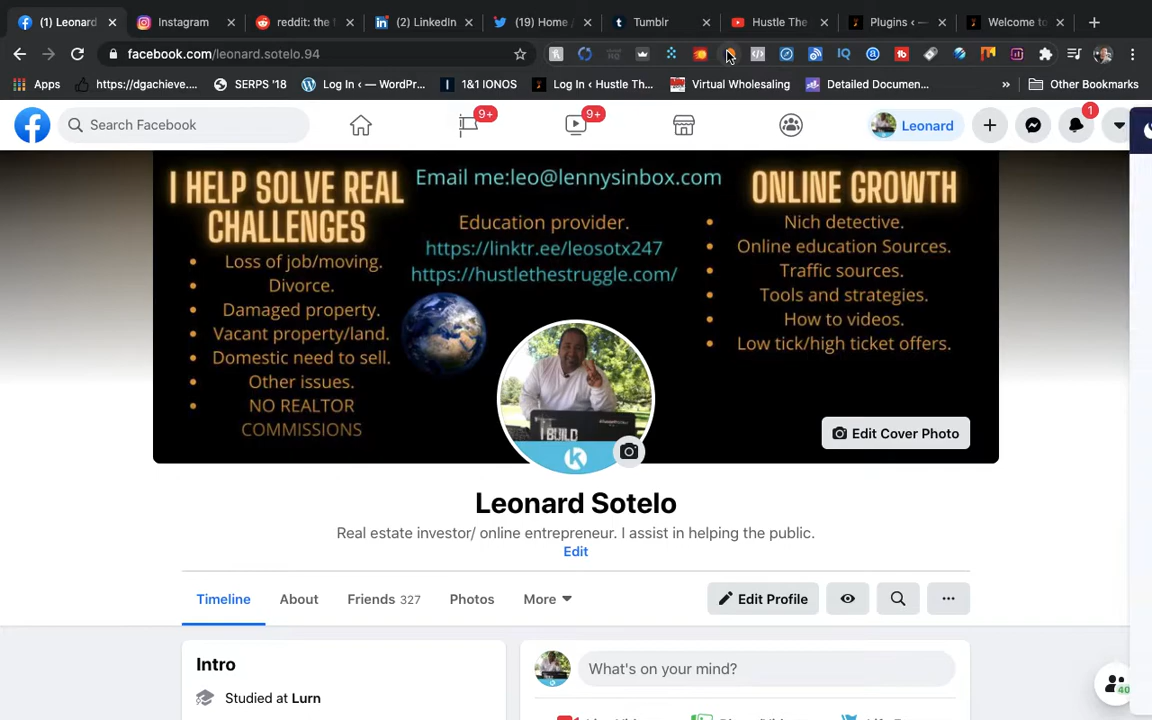 (1) Leonard
Instagram
reddit: the
(2) LinkedIn
(19) Home
Tumblr
Hustle The
Plugins ‹
Welcome to
facebook.com/leonard.sotelo.94
Apps
https://dgachieve....
SERPS '18
Log In ‹ — WordPr...
1&1 IONOS
Log In ‹ Hustle Th...
Virtual Wholesaling
Detailed Documen...
»
Other Bookmarks
Search Facebook
9+
9+
Leonard
1
I HELP SOLVE REAL
CHALLENGES
• Loss of job/moving.
• Divorce.
• Damaged property.
• Vacant property/land.
• Domestic need to sell.
• Other issues.
• NO REALTOR
COMMISSIONS
Email me:leo@lennysinbox.com
Education provider.
https://linktr.ee/leosotx247
https://hustlethestruggle.com/
ONLINE GROWTH
• Nich detective.
• Online education Sources.
• Traffic sources.
• Tools and strategies.
• How to videos.
• Low tick/high ticket offers.
I BUILD
Edit Cover Photo
Leonard Sotelo
Real estate investor/ online entrepreneur. I assist in helping the public.
Edit
Timeline
About
Friends 327
Photos
More
Edit Profile
Intro
Studied at Lurn
What's on your mind?
40